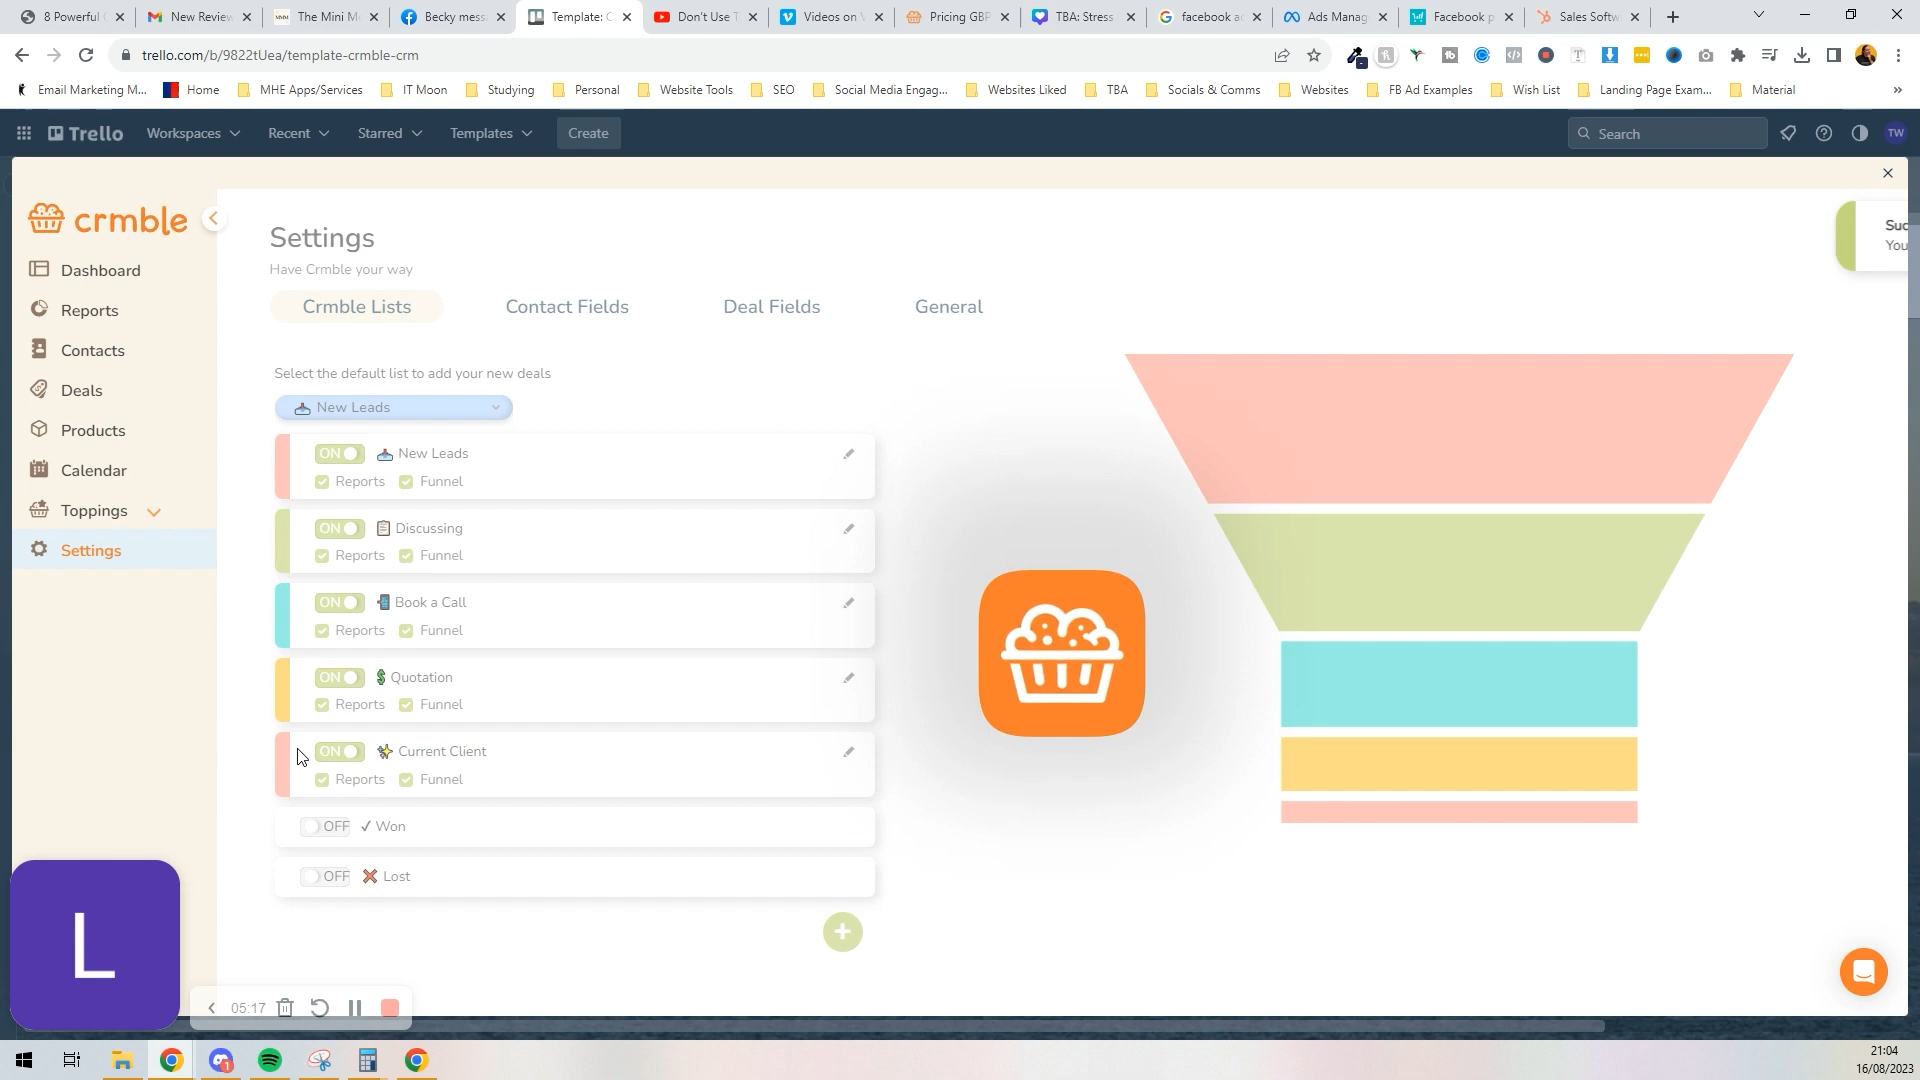 8 Powerful
New Review
The Mini M
Becky mess
Template: C
Don't Use T
Videos on
Pricing GBP
TBA: Stress
facebook a
Ads Manag
Facebook p
Sales Softw
trello.com/b/9822tUea/template-crmble-crm
Email Marketing M...
Home
MHE Apps/Services
IT Moon
Studying
Personal
Website Tools
SEO
Social Media Engag...
Websites Liked
TBA
Socials & Comms
Websites
FB Ad Examples
Wish List
Landing Page Exam...
Material
Trello
Workspaces
Recent
Starred
Templates
Create
Search
TW
crmble
Dashboard
Reports
Contacts
Deals
Products
Calendar
Toppings
Settings
Settings
Have Crmble your way
Crmble Lists
Contact Fields
Deal Fields
General
Suc
You
Select the default list to add your new deals
New Leads
ON New Leads
Reports Funnel
ON Discussing
Reports Funnel
ON Book a Call
Reports Funnel
ON Quotation
Reports Funnel
ON Current Client
Reports Funnel
OFF ✓ Won
OFF ❌ Lost
L
05:17
21:04
16/08/2023